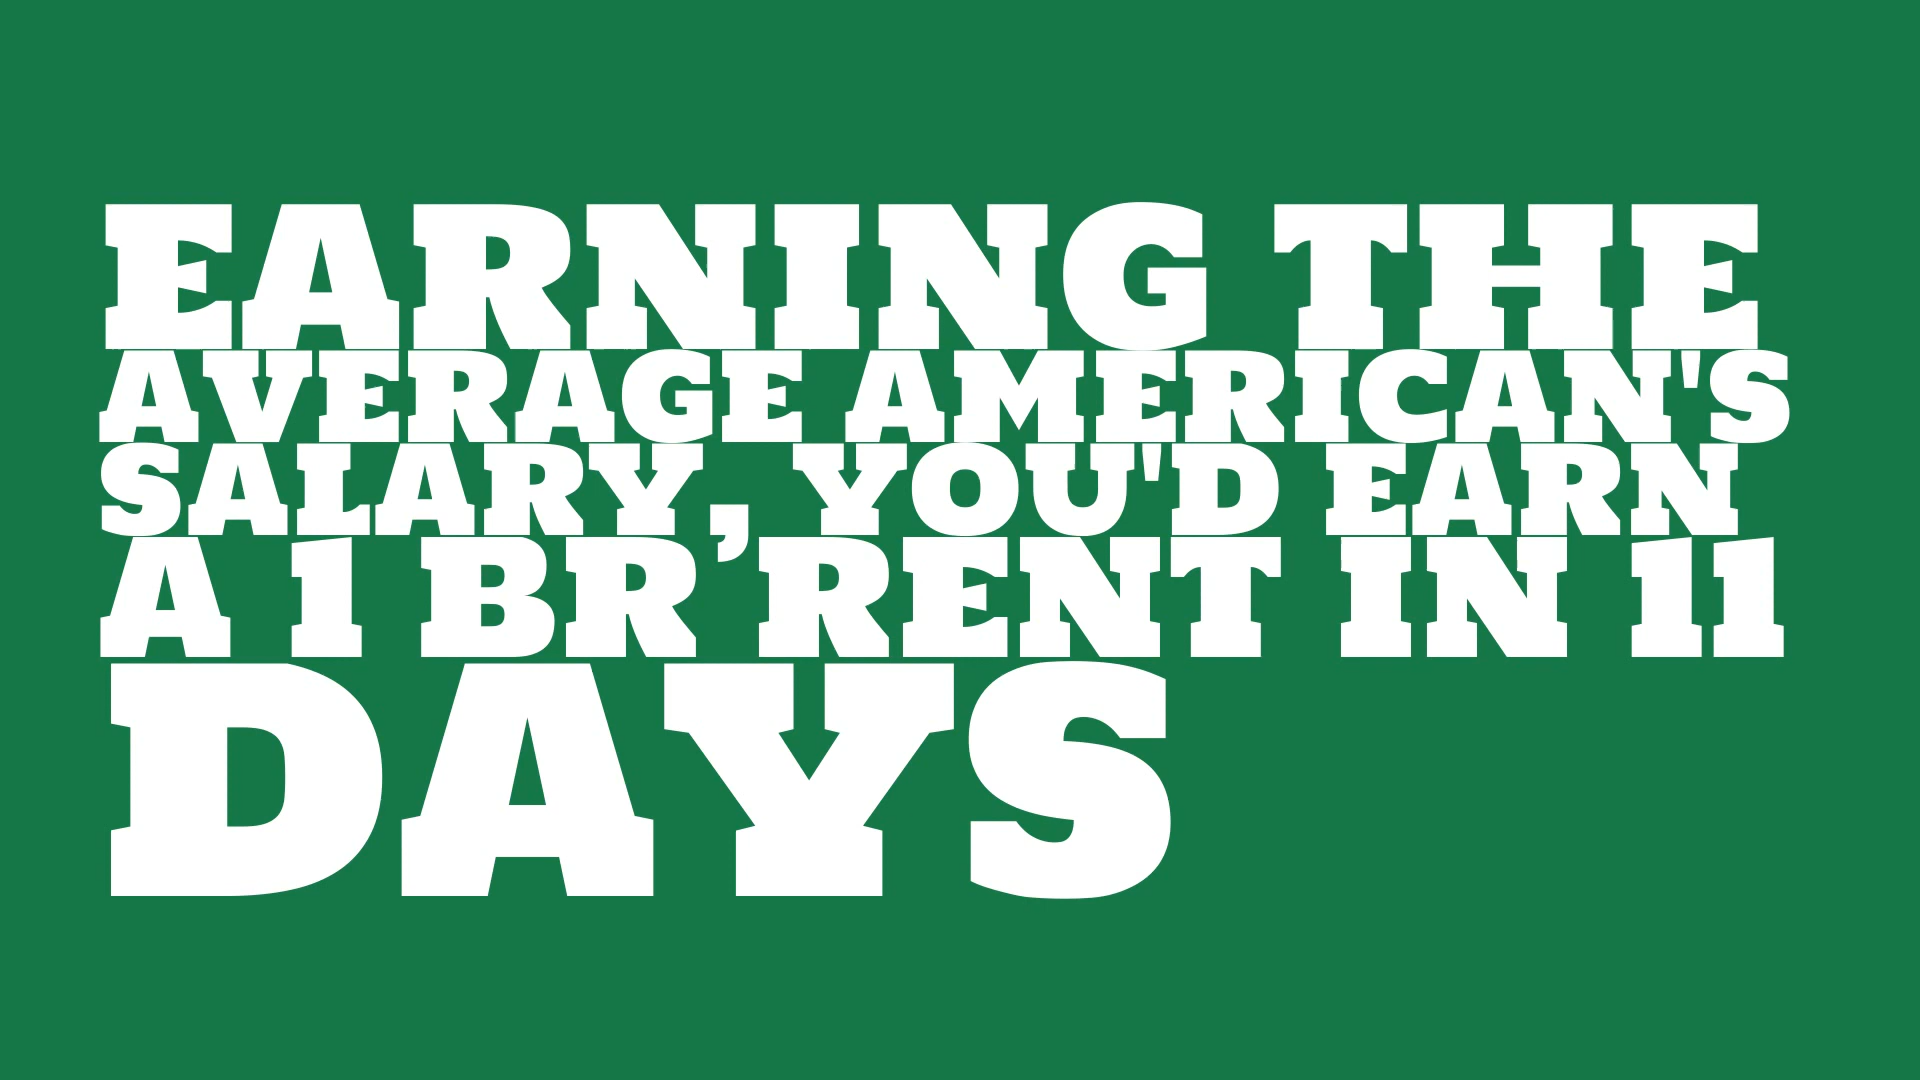 EARNING THE
AVERAGE AMERICAN'S
SALARY, YOU'D EARN
A 1 BR RENT IN 11
DAYS